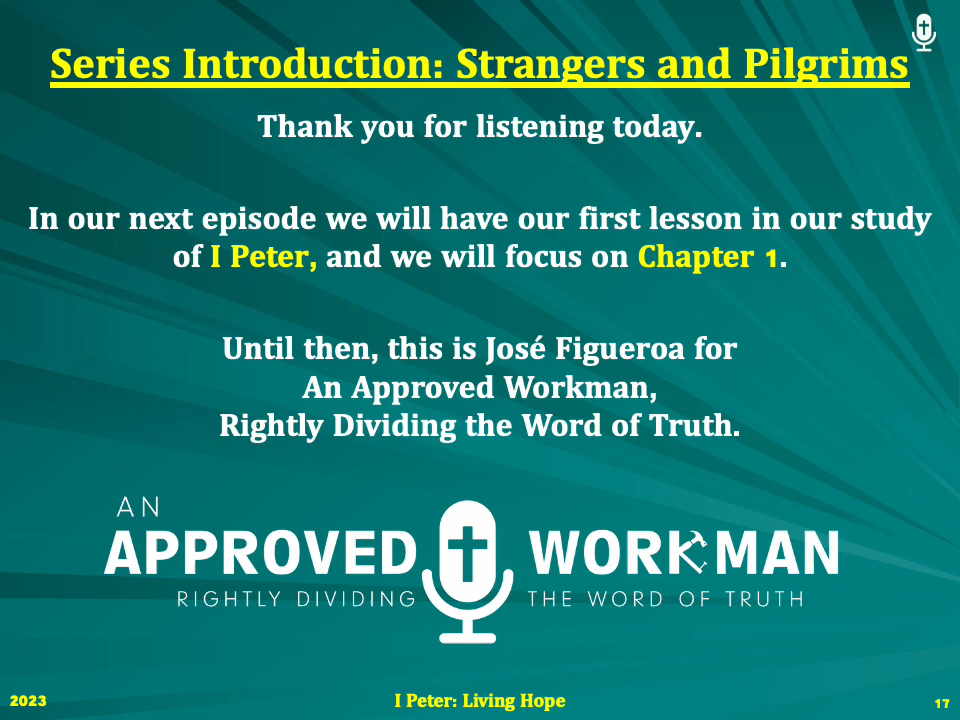 Series Introduction: Strangers and Pilgrims
Thank you for listening today.
In our next episode we will have our first lesson in our study
of I Peter, and we will focus on Chapter 1.
Until then, this is José Figueroa for
An Approved Workman,
Rightly Dividing the Word of Truth.
AN
APPROVED WORKMAN
RIGHTLY DIVIDING THE WORD OF TRUTH
2023
I Peter: Living Hope
17